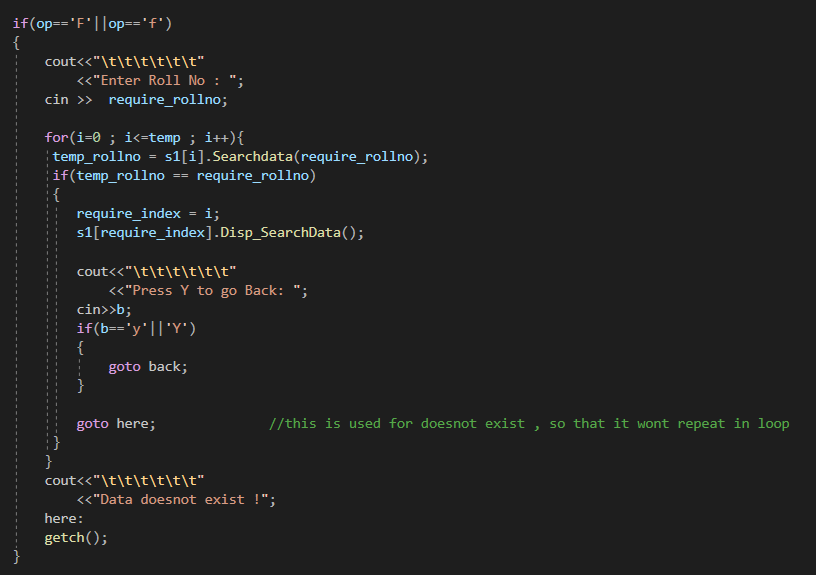 if(op=='F'||op=='f')
{
    cout<<"\t\t\t\t\t\t"
        <<"Enter Roll No : ";
    cin >>  require_rollno;

    for(i=0 ; i<=temp ; i++){
     temp_rollno = s1[i].Searchdata(require_rollno);
     if(temp_rollno == require_rollno)
     {
        require_index = i;
        s1[require_index].Disp_SearchData();

        cout<<"\t\t\t\t\t\t"
            <<"Press Y to go Back: ";
        cin>>b;
        if(b=='y'||'Y')
        {
            goto back;
        }

        goto here;              //this is used for doesnot exist , so that it wont repeat in loop
     }
    }
    cout<<"\t\t\t\t\t\t"
        <<"Data doesnot exist !";
    here:
    getch();
}